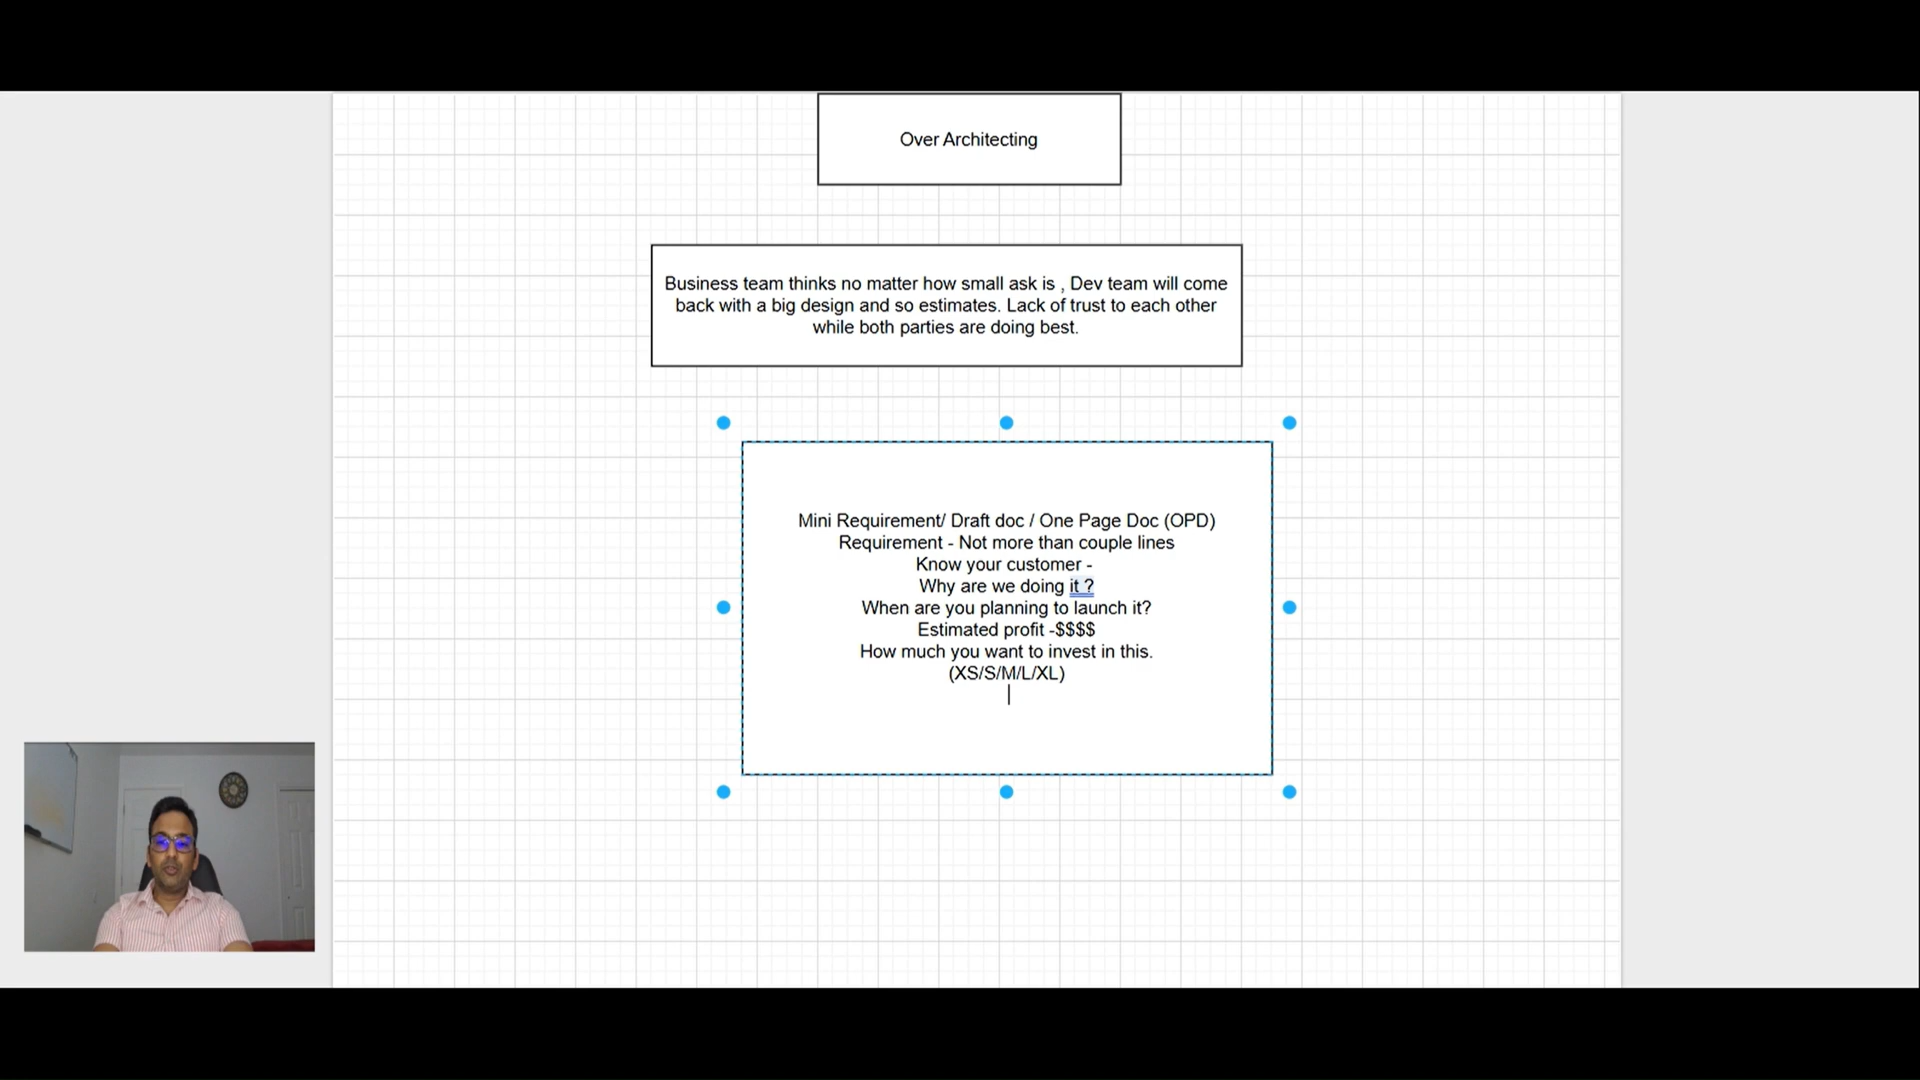 Over Architecting
Business team thinks no matter how small ask is , Dev team will come
back with a big design and so estimates. Lack of trust to each other
while both parties are doing best.
Mini Requirement/ Draft doc / One Page Doc (OPD)
Requirement - Not more than couple lines
Know your customer -
Why are we doing it ?
When are you planning to launch it?
Estimated profit -$$$$
How much you want to invest in this.
(XS/S/M/L/XL)